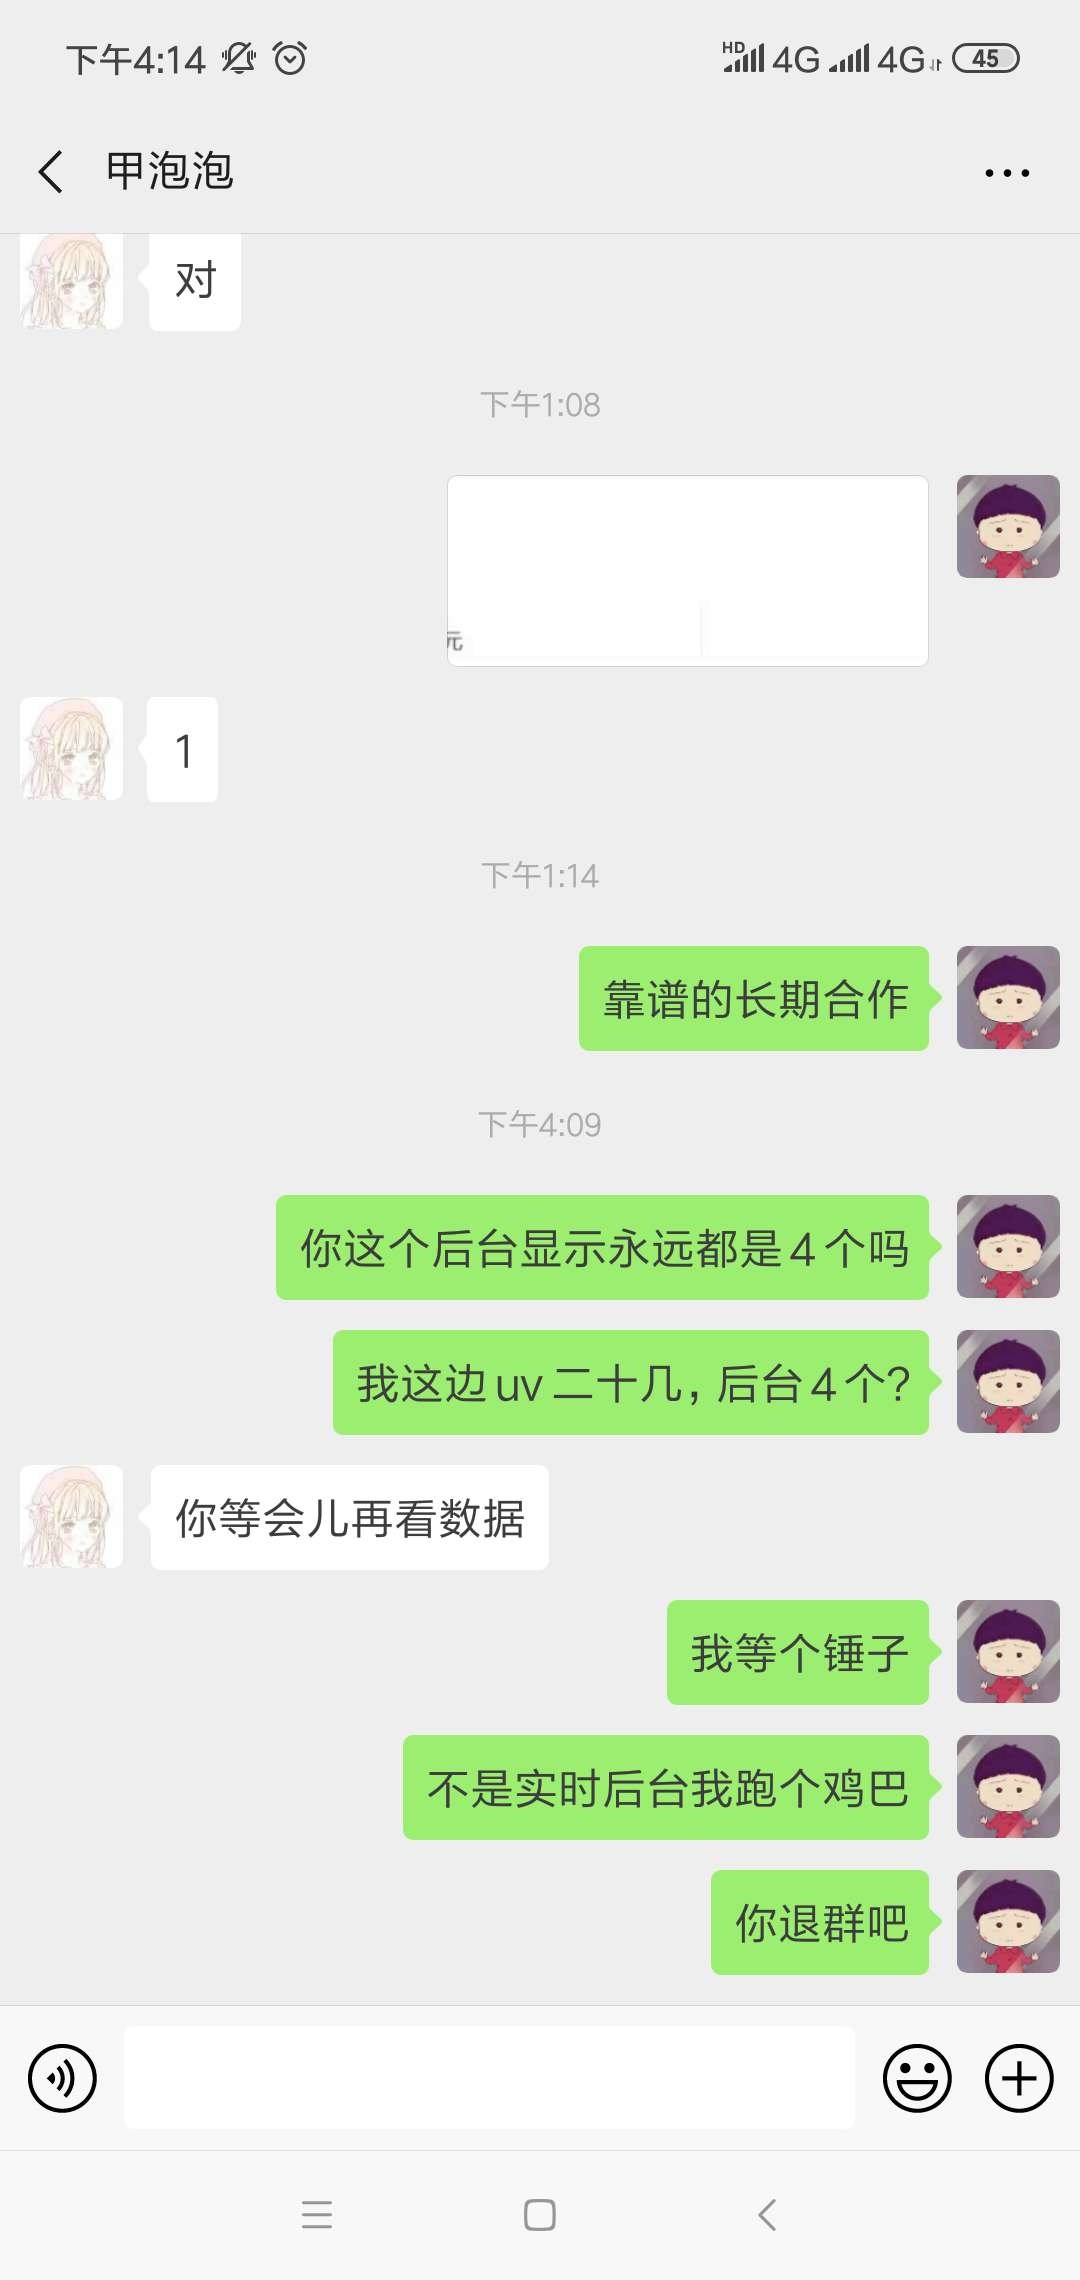 下午4:14
HD 4G 4G 45
甲泡泡
对
下午1:08
元
1
下午1:14
靠谱的长期合作
下午4:09
你这个后台显示永远都是4个吗
我这边uv二十几，后台4个?
你等会儿再看数据
我等个锤子
不是实时后台我跑个鸡巴
你退群吧